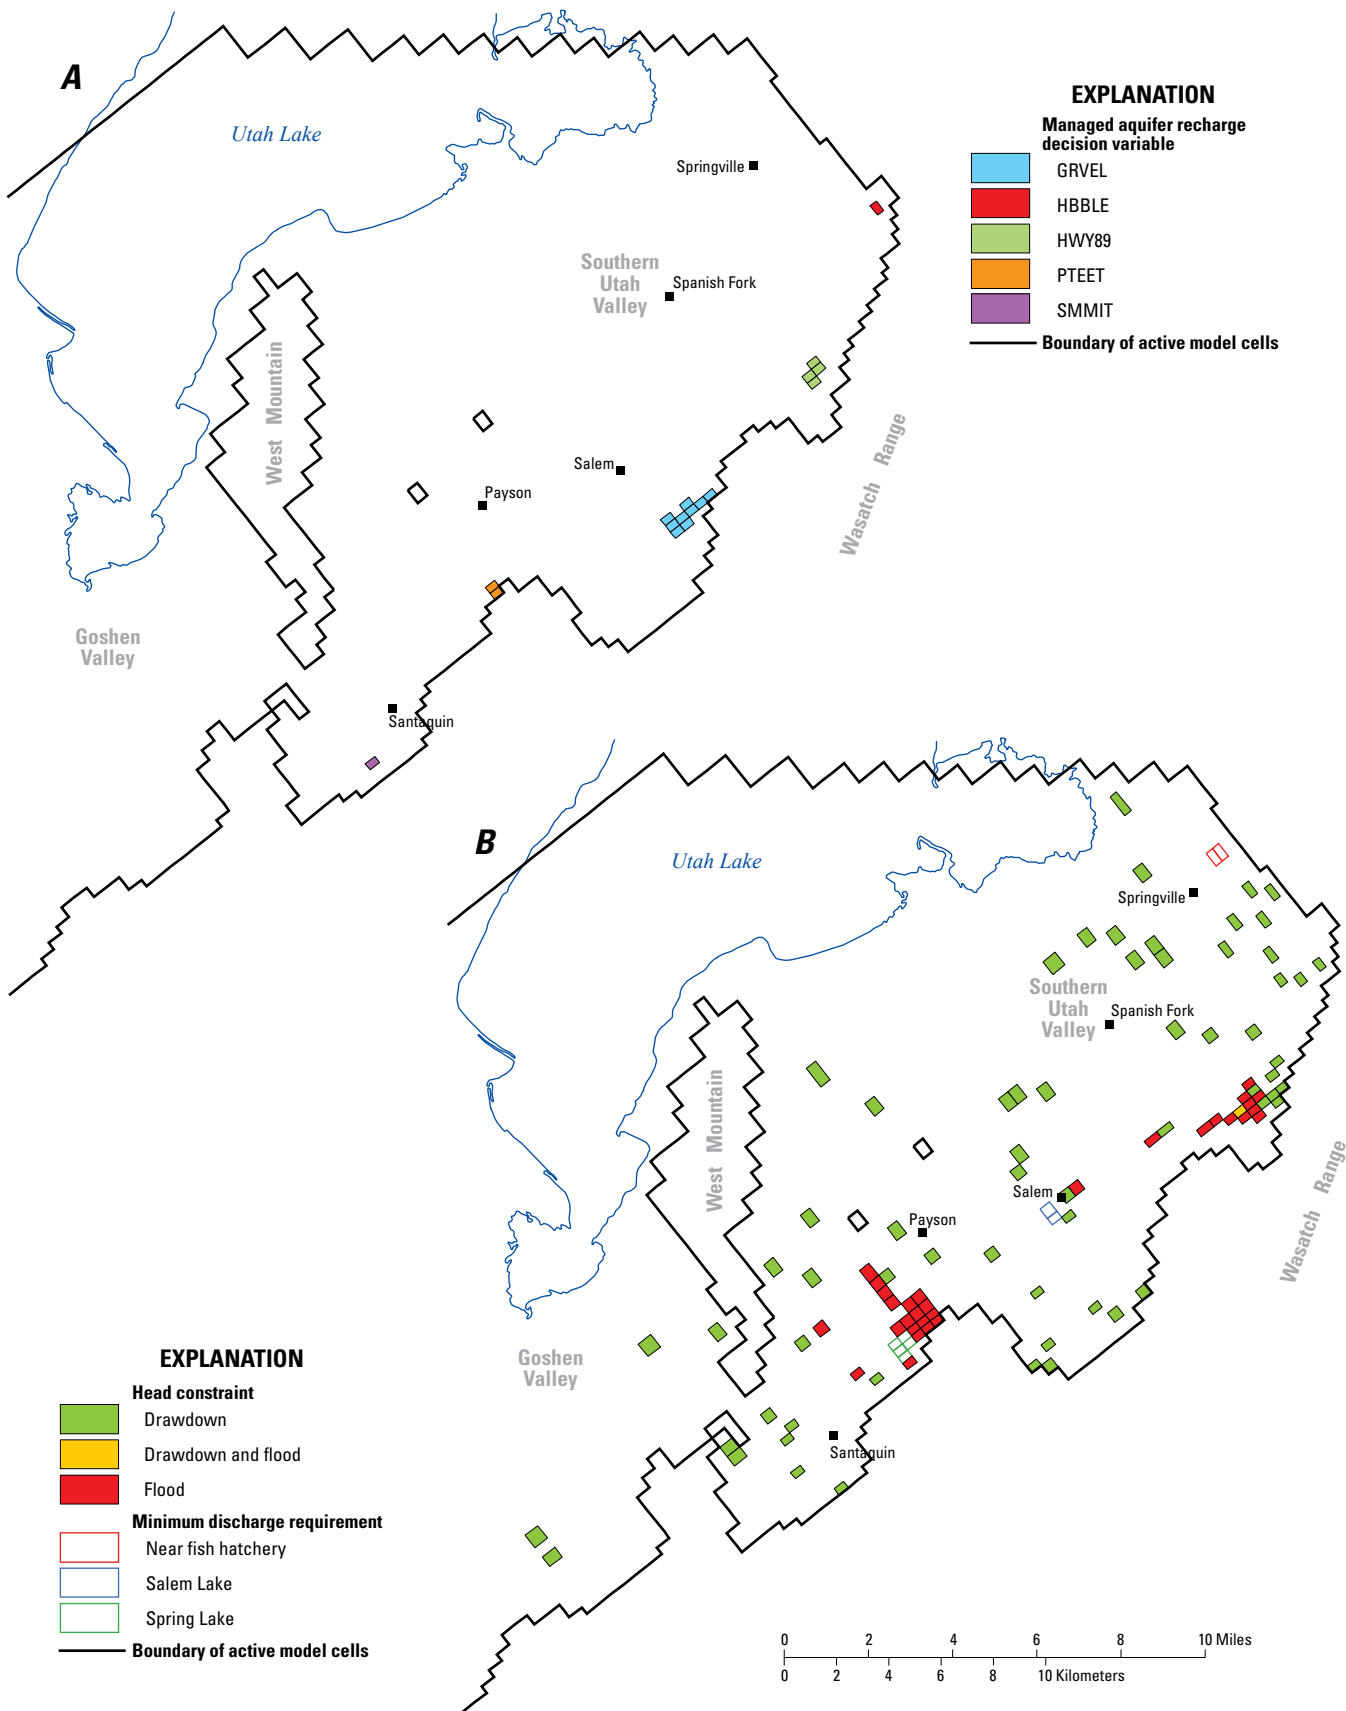 A
Utah Lake
Springville
Southern
Utah
Valley
Spanish Fork
West Mountain
Salem
Payson
Wasatch Range
Goshen
Valley
Santaquin
EXPLANATION
Managed aquifer recharge
decision variable
GRVEL
HBBLE
HWY89
PTEET
SMMIT
Boundary of active model cells
B
Utah Lake
Springville
Southern
Utah
Valley
Spanish Fork
West Mountain
Salem
Payson
Wasatch Range
Goshen
Valley
Santaquin
EXPLANATION
Head constraint
Drawdown
Drawdown and flood
Flood
Minimum discharge requirement
Near fish hatchery
Salem Lake
Spring Lake
Boundary of active model cells
0 2 4 6 8 10 Miles
0 2 4 6 8 10 Kilometers